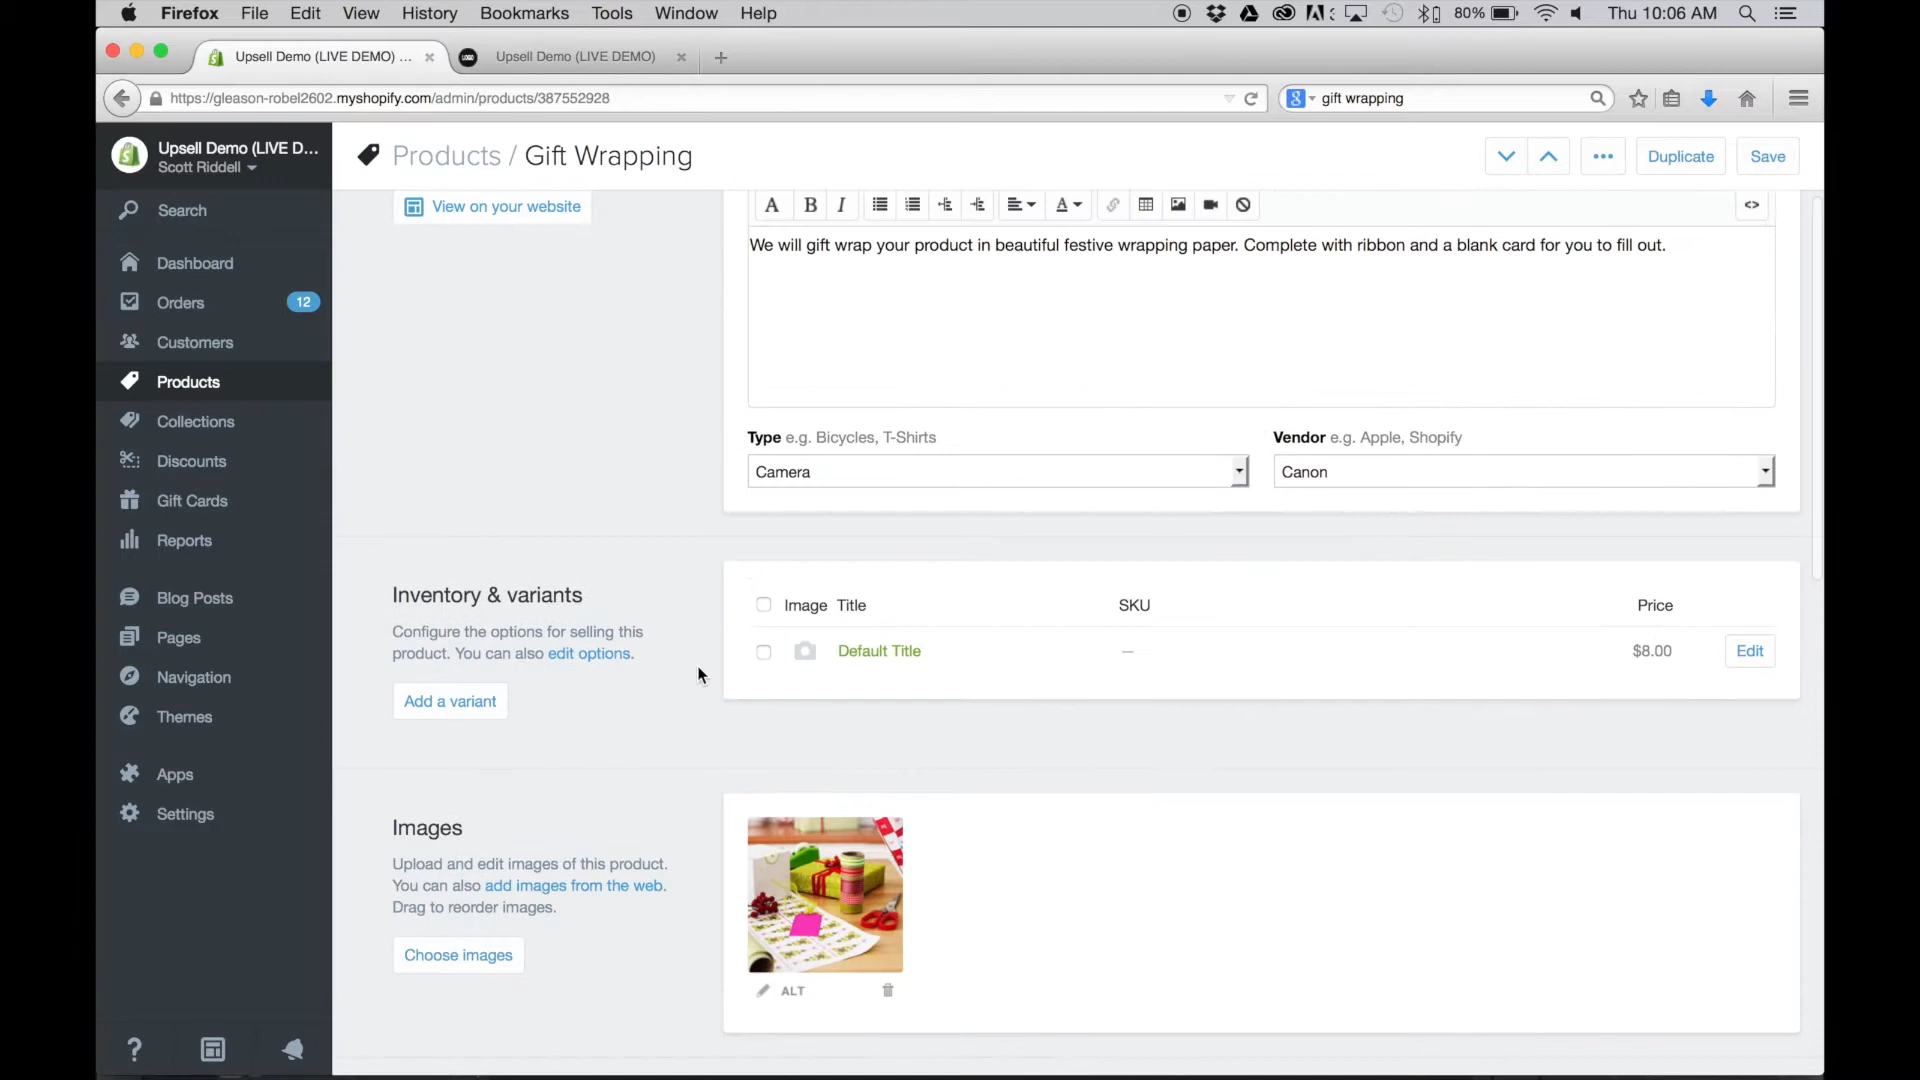 Firefox File Edit View History Bookmarks Tools Window Help 80% Thu 10:06 AM
Upsell Demo (LIVE DEMO) ... Upsell Demo (LIVE DEMO)
https://gleason-robel2602.myshopify.com/admin/products/387552928 gift wrapping
Upsell Demo (LIVE D...
Scott Riddell
Products / Gift Wrapping
Duplicate Save
Search
Dashboard
Orders 12
Customers
Products
Collections
Discounts
Gift Cards
Reports
Blog Posts
Pages
Navigation
Themes
Apps
Settings
?
View on your website
A B I A <>
We will gift wrap your product in beautiful festive wrapping paper. Complete with ribbon and a blank card for you to fill out.
Type e.g. Bicycles, T-Shirts Vendor e.g. Apple, Shopify
Camera Canon
Inventory & variants
Configure the options for selling this
product. You can also edit options.
Add a variant
Image Title SKU Price
Default Title — $8.00 Edit
Images
Upload and edit images of this product.
You can also add images from the web.
Drag to reorder images.
Choose images
ALT